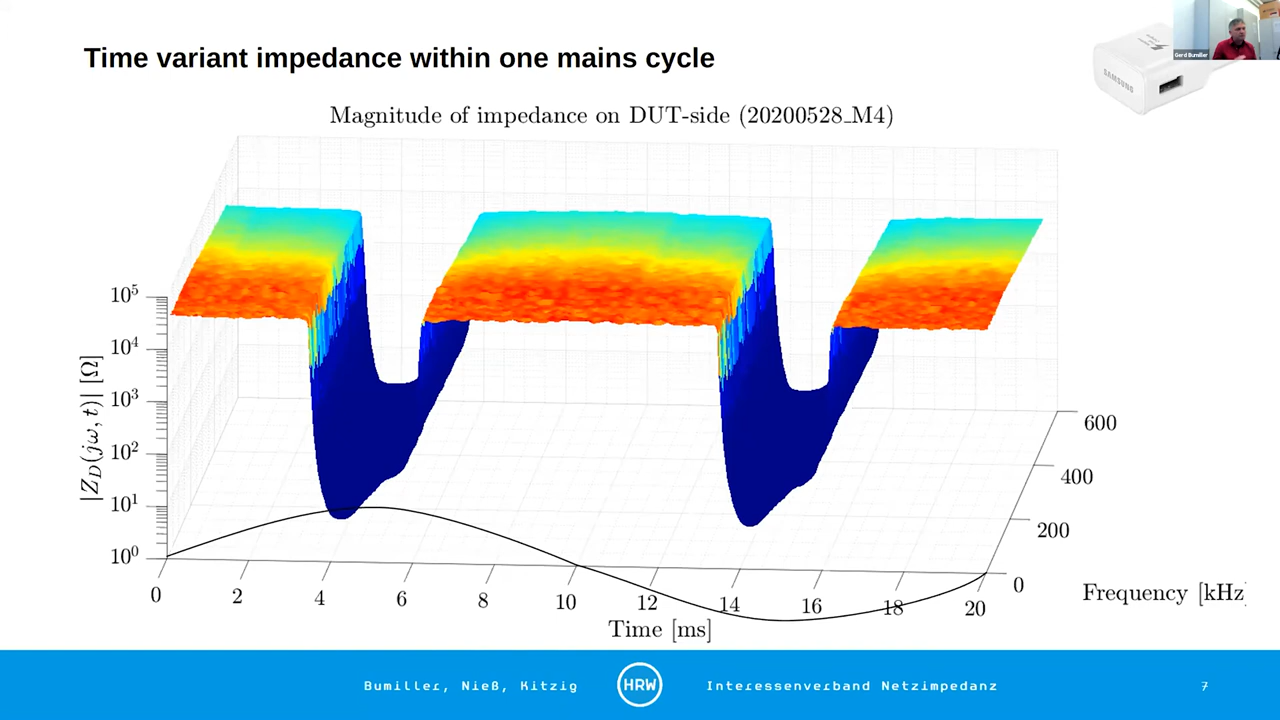 Time variant impedance within one mains cycle
Gerd Bumiller
SAMSUNG
Magnitude of impedance on DUT-side (20200528_M4)
|Z_D(jω, t)| [Ω]
10^5
10^4
10^3
10^2
10^1
10^0
0 2 4 6 8 10 12 14 16 18 20
Time [ms]
600
400
200
0
Frequency [kHz]
Bumiller, Nieß, Kitzig HRW Interessenverband Netzimpedanz 7